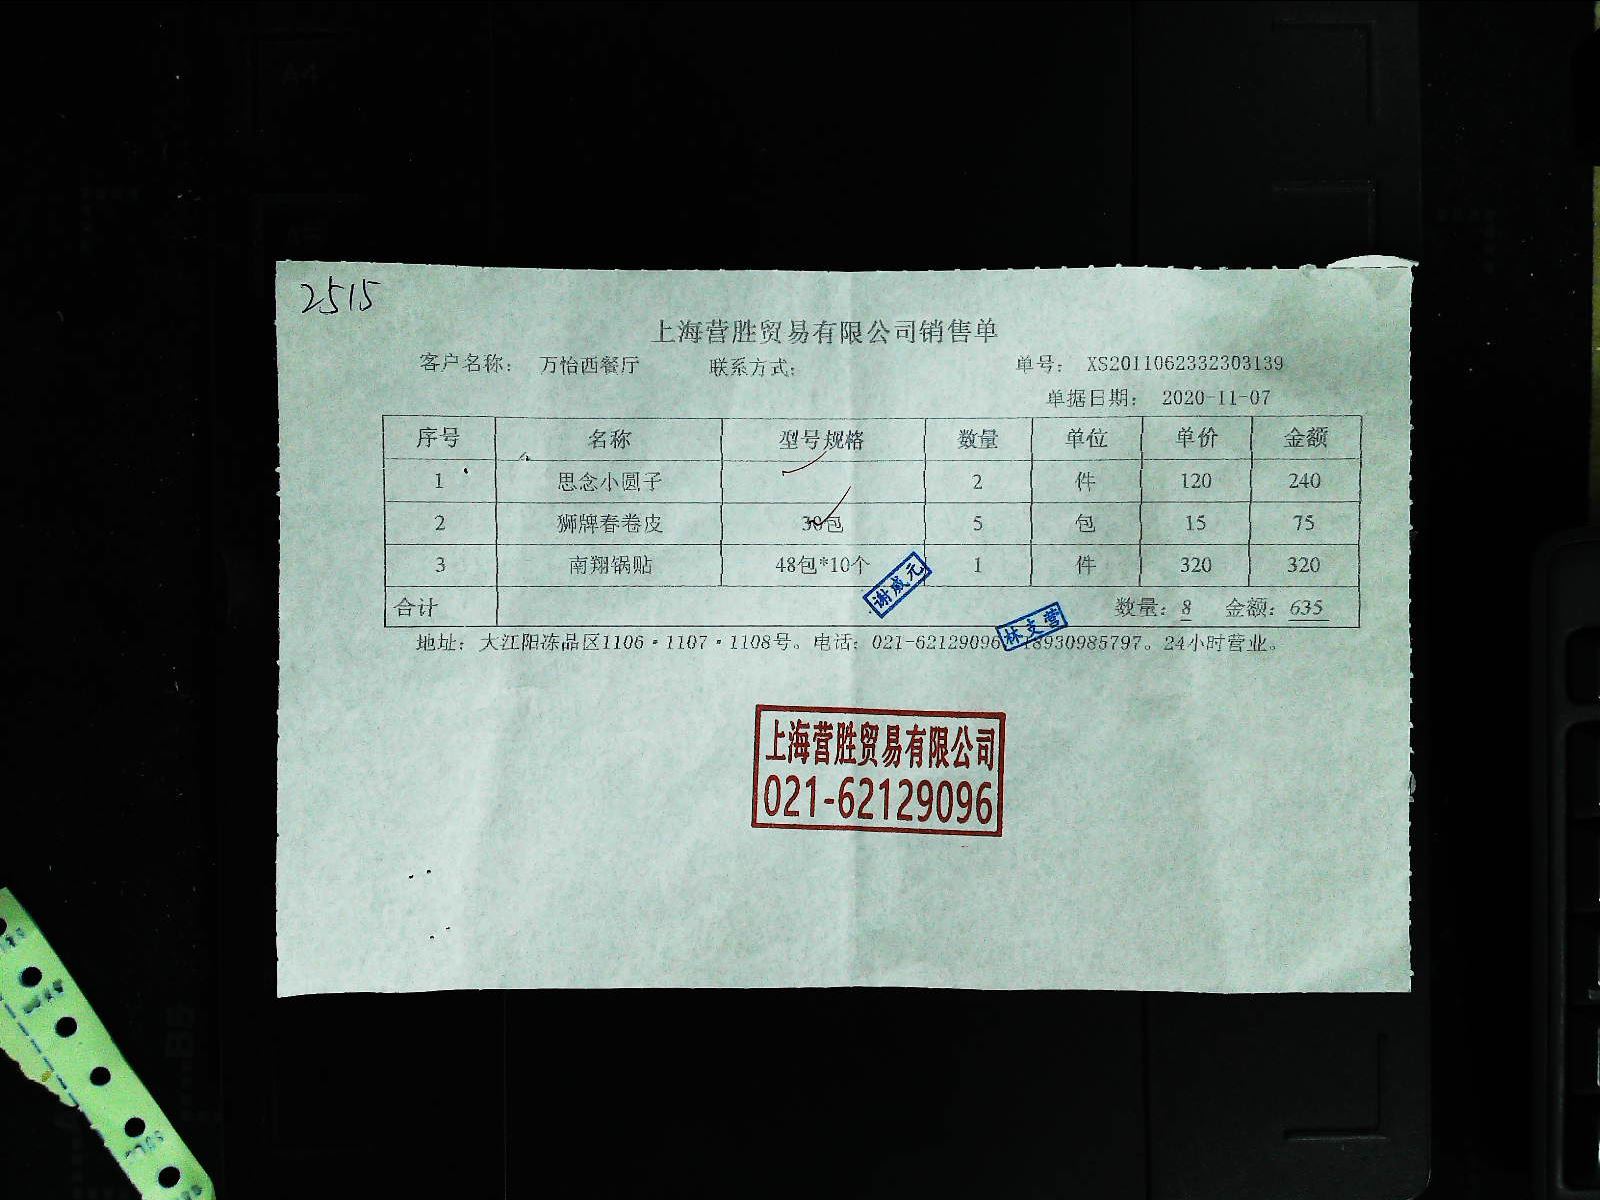 2515
上海营胜贸易有限公司销售单
客户名称： 万怡西餐厅 联系方式： 单号： XS2011062332303139
单据日期： 2020-11-07
序号 名称 型号规格 数量 单位 单价 金额
1 思念小圆子 2 件 120 240
2 狮牌春卷皮 30包 5 包 15 75
3 南翔锅贴 48包*10个 1 件 320 320
谢威元
合计 数量：8 金额：635
林支营
地址： 大江阳冻品区1106·1107·1108号。电话：021-62129096 18930985797。24小时营业。
上海营胜贸易有限公司
021-62129096
A4
A5
B5